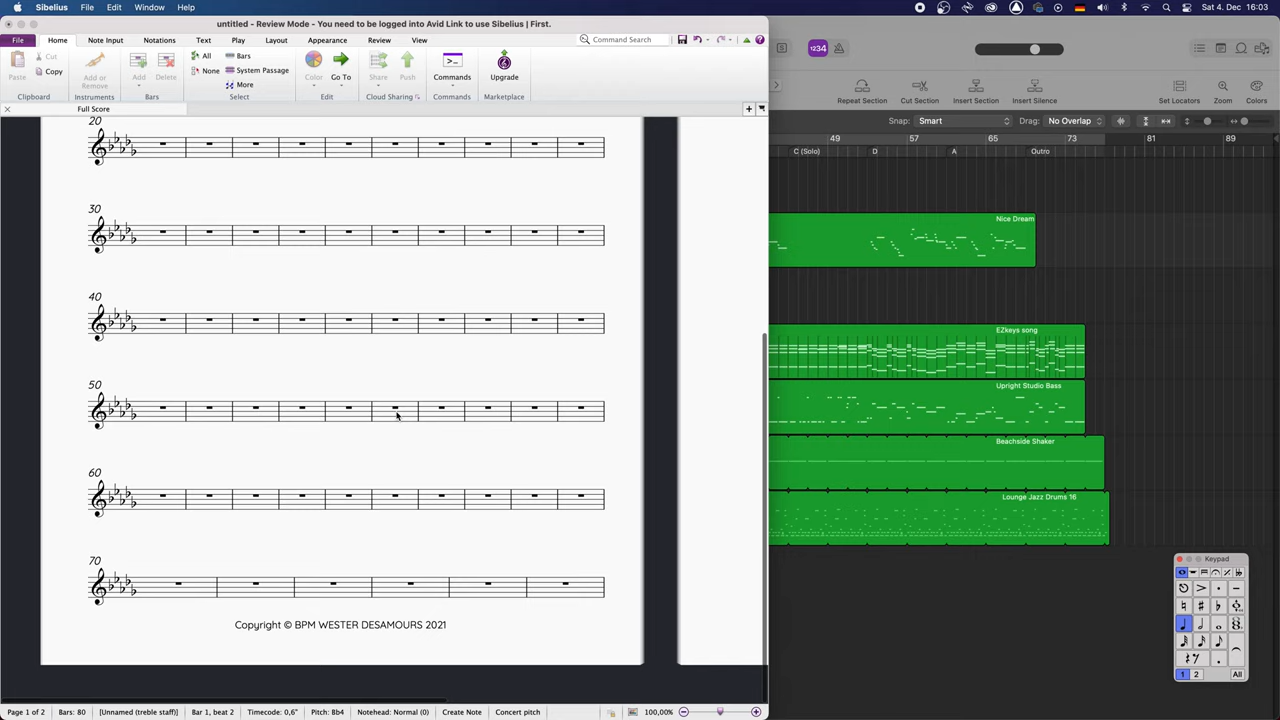 Sibelius File Edit Window Help
Sat 4. Dec 16:03
untitled - Review Mode - You need to be logged into Avid Link to use Sibelius | First.
File Home Note Input Notations Text Play Layout Appearance Review View Command Search
Paste Cut Copy Add or Remove Add Delete All None Bars System Passage More Color Go To Share Push Commands Upgrade
Clipboard Instruments Bars Select Edit Cloud Sharing Commands Marketplace
Full Score
1234
Repeat Section Cut Section Insert Section Insert Silence Set Locators Zoom Colors
Snap: Smart Drag: No Overlap
49 57 65 73 81 89
C (Solo) D A Outro
20
30
40
50
60
70
Copyright © BPM WESTER DESAMOURS 2021
Nice Dream
EZkeys song
Upright Studio Bass
Beachside Shaker
Lounge Jazz Drums 16
Keypad
1 2 All
Page 1 of 2 Bars: 80 [Unnamed (treble staff)] Bar 1, beat 2 Timecode: 0,6" Pitch: Bb4 Notehead: Normal (0) Create Note Concert pitch 100,00%